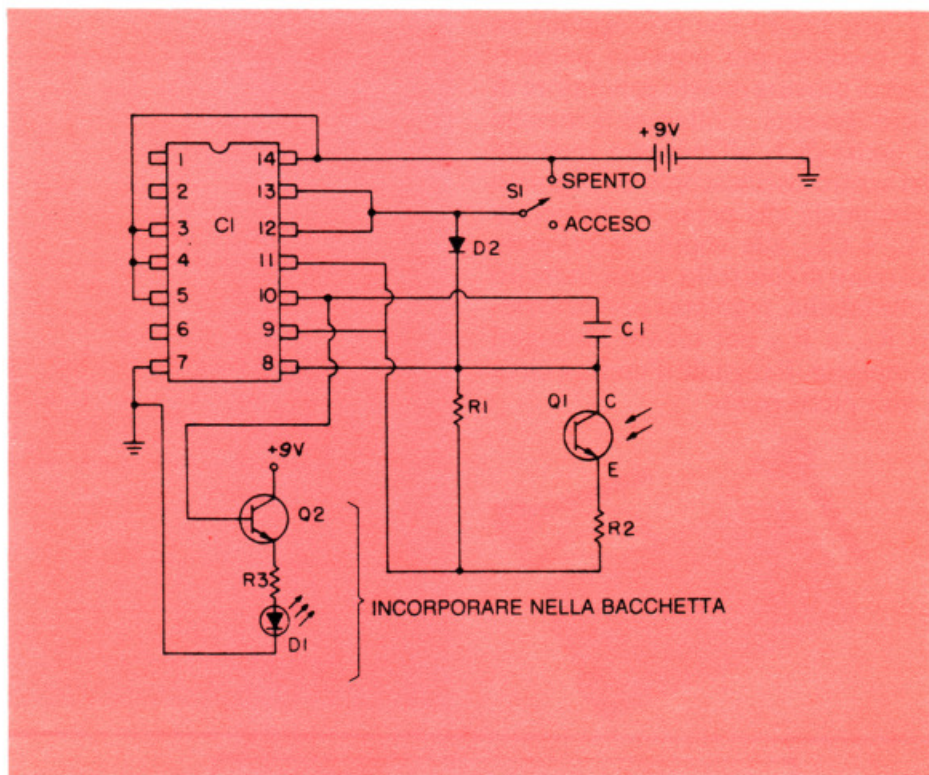 +9V
1 14
SPENTO
2 13
S1
3 CI 12
ACCESO
D2
4 11
5 10
C1
6 9
7 8
R1
Q1 C
E
+9V
Q2
R2
R3
INCORPORARE NELLA BACCHETTA
D1